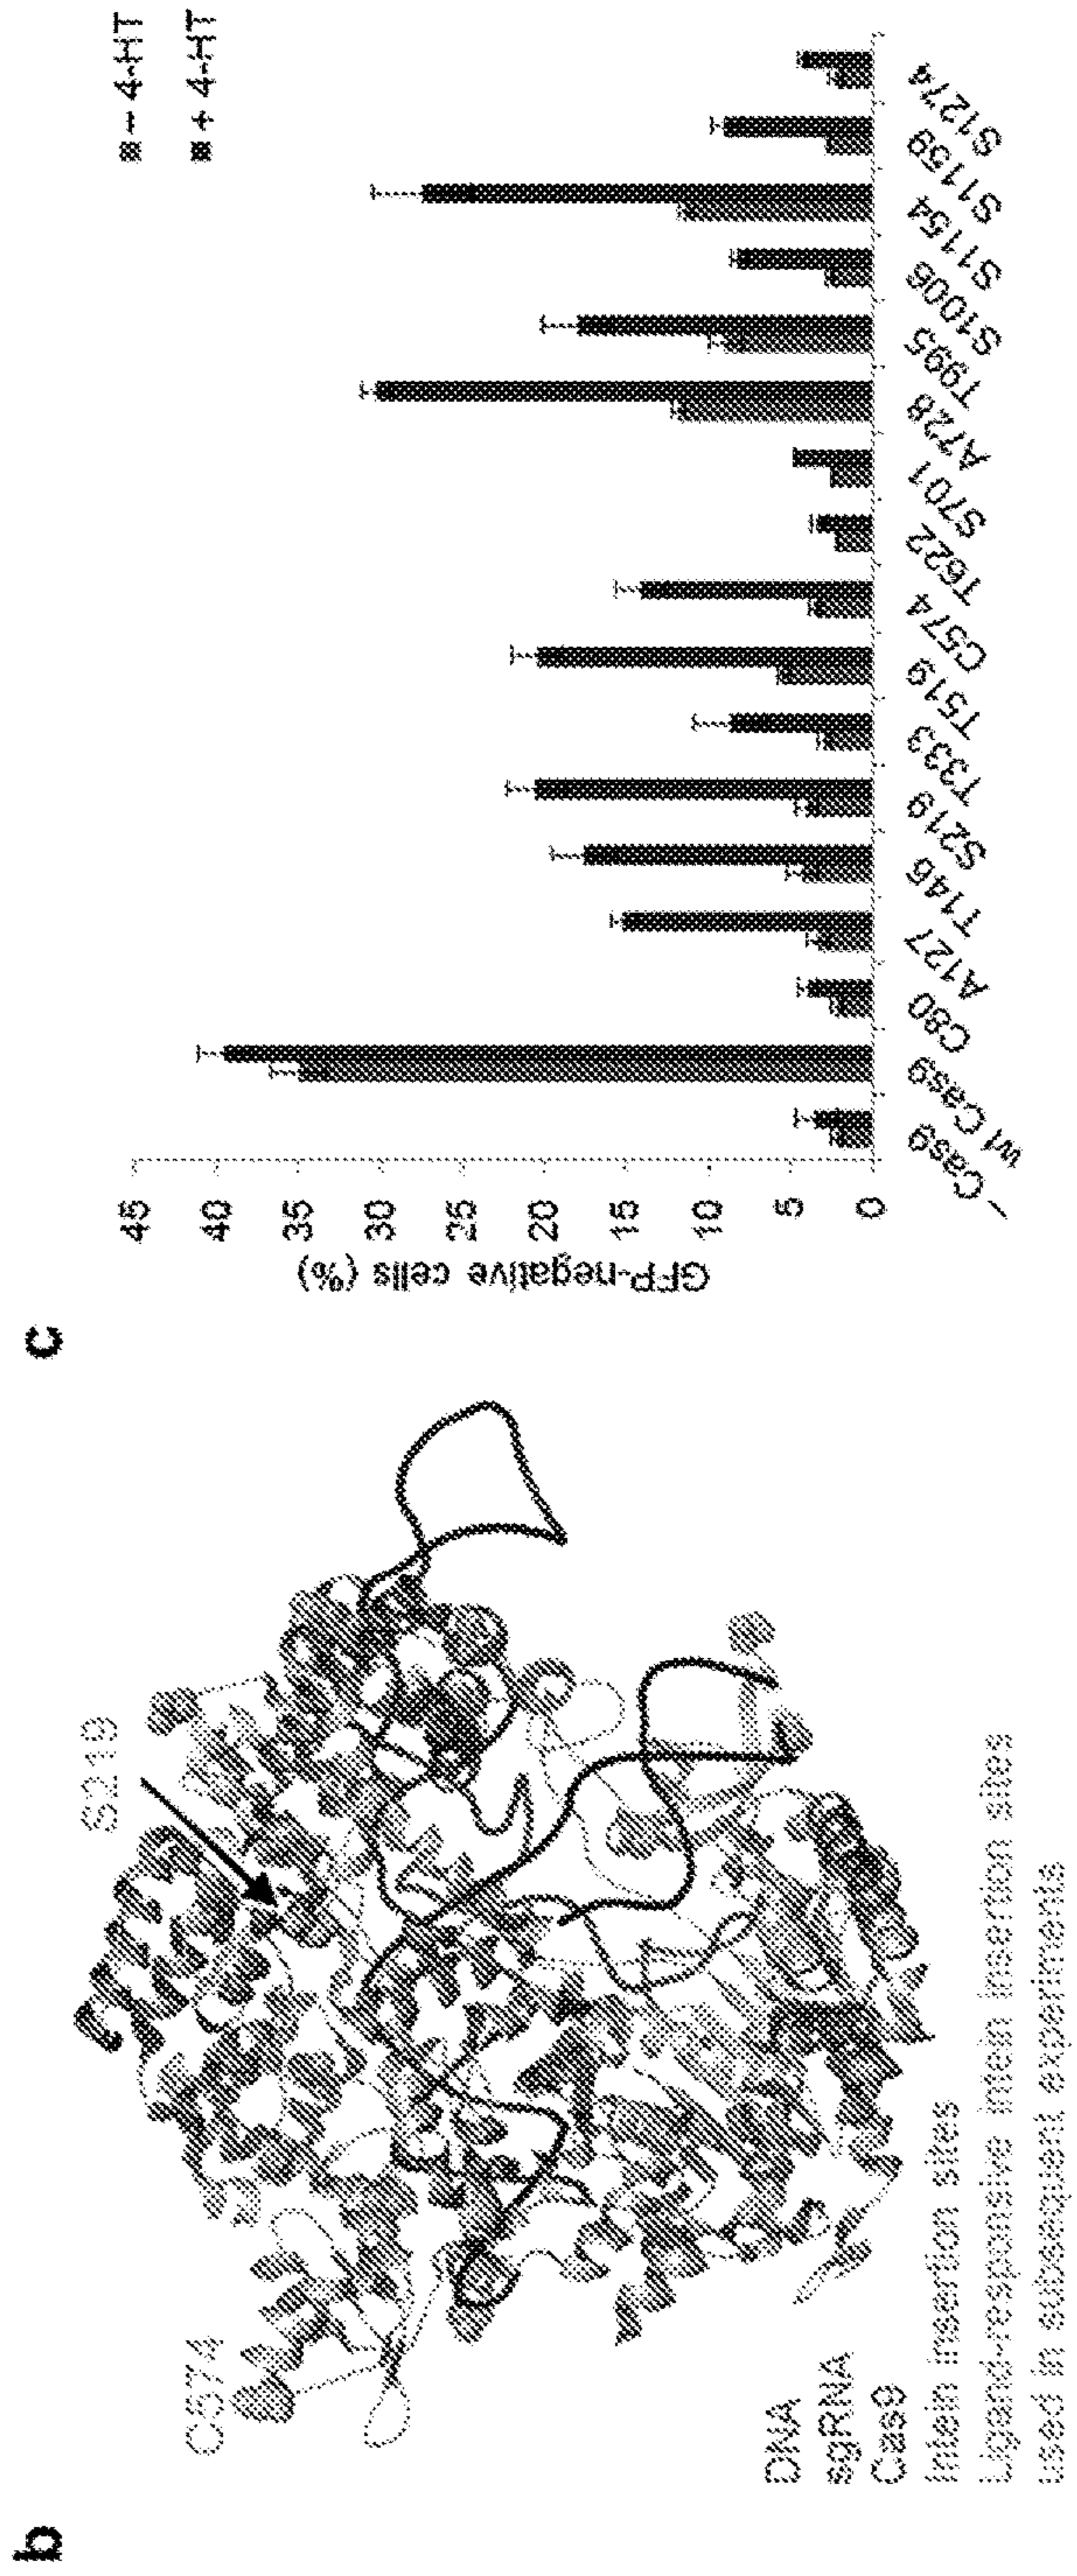 b
S219
C574
DNA
sgRNA
Cas9
Intein insertion sites
Ligand-responsive intein insertion sites
used in subsequent experiments
c
– 4-HT
+ 4-HT
GFP-negative cells (%)
45
40
35
30
25
20
15
10
5
0
– Cas9
wt Cas9
C80
A127
T146
S219
T333
T519
C574
T622
S701
A728
T995
S1006
S1154
S1159
S1274